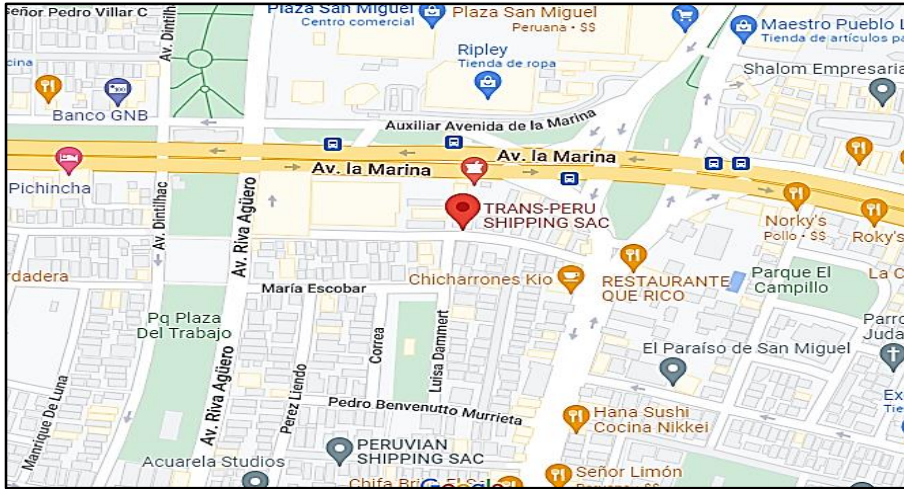 eñor Pedro Villar C
Plaza San Miguel
Centro comercial
Plaza San Miguel
Peruana · $$
Maestro Pueblo L
Tienda de artículos pa
Av. Dintilhac
Ripley
Tienda de ropa
Shalom Empresaria
Banco GNB
Auxiliar Avenida de la Marina
Av. la Marina
Av. la Marina
Pichincha
TRANS-PERU
SHIPPING SAC
Norky's
Pollo · $$
Roky's
Av. Dintilhac
Av. Riva Agüero
rdadera
Chicharrones Kio
RESTAURANTE
QUE RICO
Parque El
Campillo
La C
María Escobar
Pq Plaza
Del Trabajo
Correa
Luisa Dammert
Parro
Juda
El Paraíso de San Miguel
Av. Riva Agüero
Perez Liendo
Manrique De Luna
Pedro Benvenutto Murrieta
Hana Sushi
Cocina Nikkei
Ex
Tie
PERUVIAN
SHIPPING SAC
Acuarela Studios
Señor Limón
Google